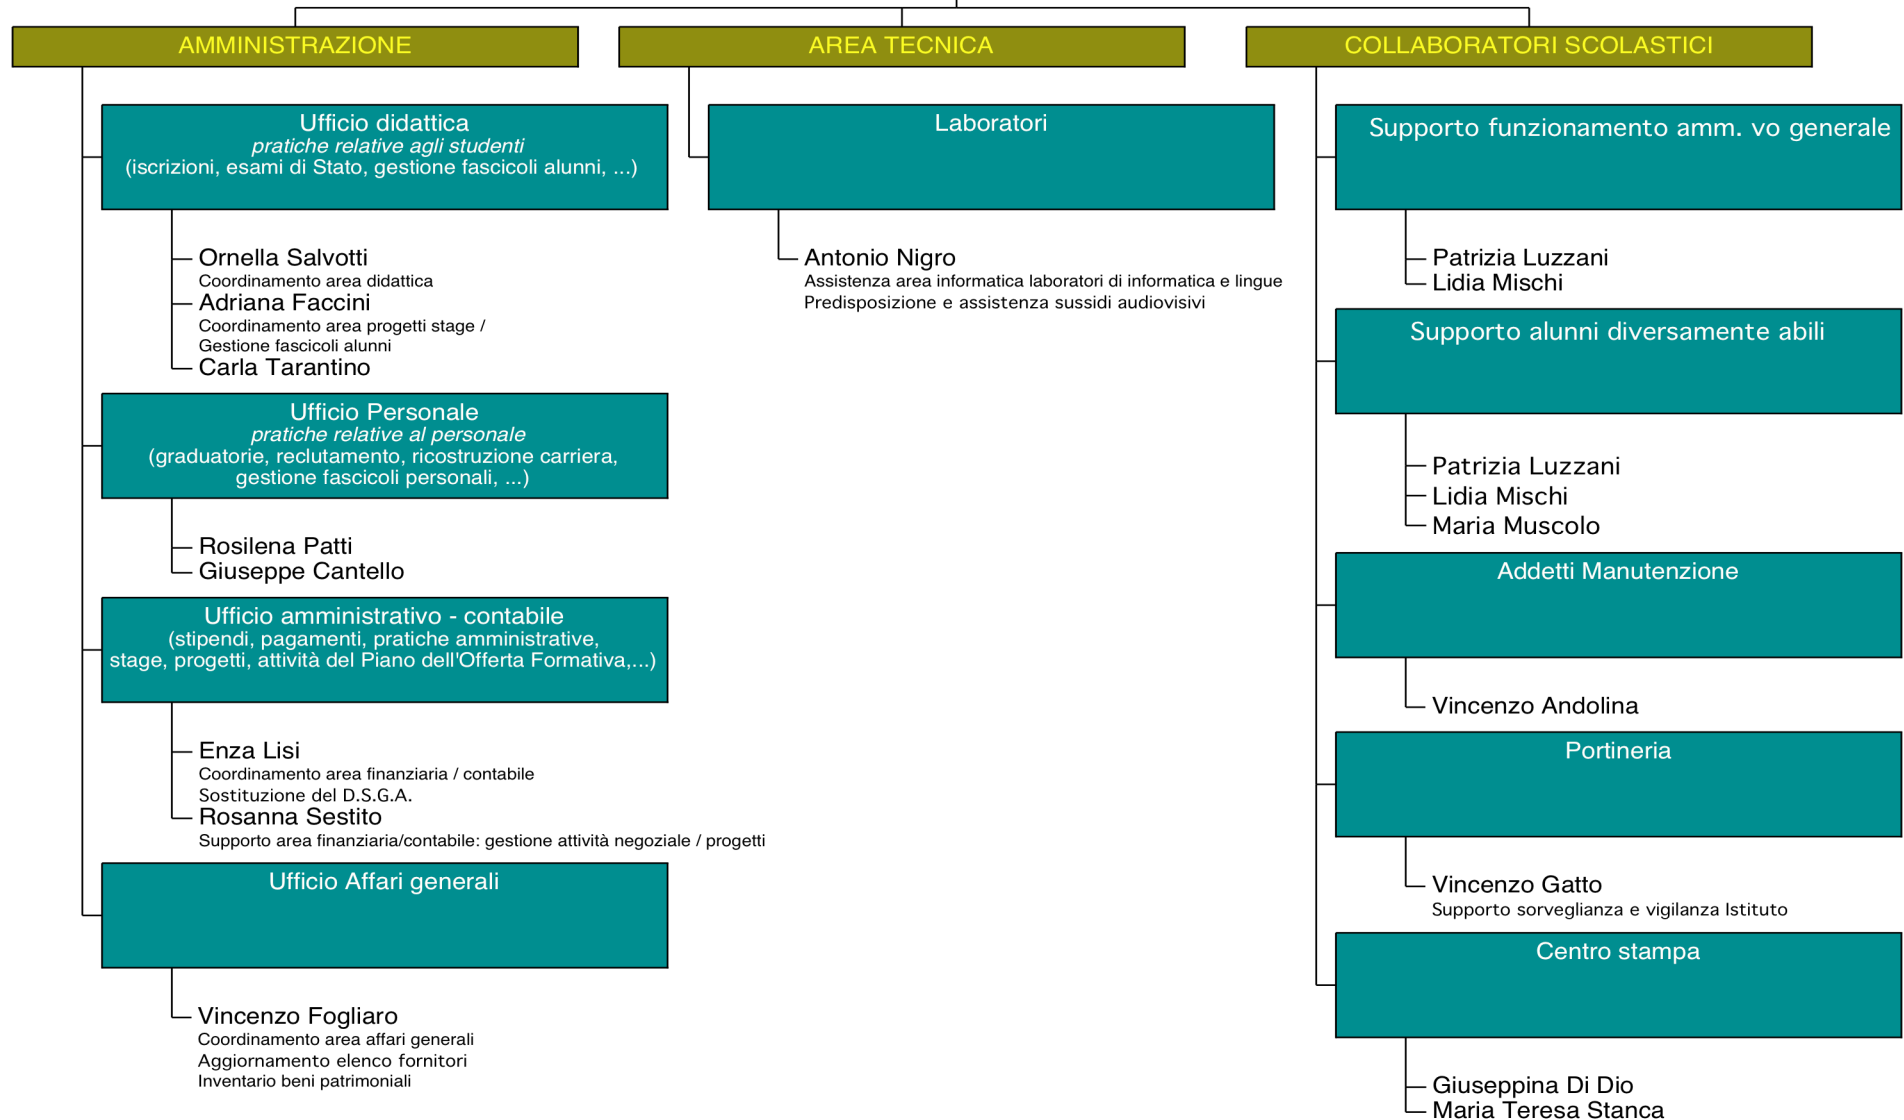 AMMINISTRAZIONE
Ufficio didattica
pratiche relative agli studenti
(iscrizioni, esami di Stato, gestione fascicoli alunni, ...)
Ornella Salvotti
Coordinamento area didattica
Adriana Faccini
Coordinamento area progetti stage /
Gestione fascicoli alunni
Carla Tarantino
Ufficio Personale
pratiche relative al personale
(graduatorie, reclutamento, ricostruzione carriera,
gestione fascicoli personali, ...)
Rosilena Patti
Giuseppe Cantello
Ufficio amministrativo - contabile
(stipendi, pagamenti, pratiche amministrative,
stage, progetti, attività del Piano dell'Offerta Formativa,...)
Enza Lisi
Coordinamento area finanziaria / contabile
Sostituzione del D.S.G.A.
Rosanna Sestito
Supporto area finanziaria/contabile: gestione attività negoziale / progetti
Ufficio Affari generali
Vincenzo Fogliaro
Coordinamento area affari generali
Aggiornamento elenco fornitori
Inventario beni patrimoniali
AREA TECNICA
Laboratori
Antonio Nigro
Assistenza area informatica laboratori di informatica e lingue
Predisposizione e assistenza sussidi audiovisivi
COLLABORATORI SCOLASTICI
Supporto funzionamento amm. vo generale
Patrizia Luzzani
Lidia Mischi
Supporto alunni diversamente abili
Patrizia Luzzani
Lidia Mischi
Maria Muscolo
Addetti Manutenzione
Vincenzo Andolina
Portineria
Vincenzo Gatto
Supporto sorveglianza e vigilanza Istituto
Centro stampa
Giuseppina Di Dio
Maria Teresa Stanca